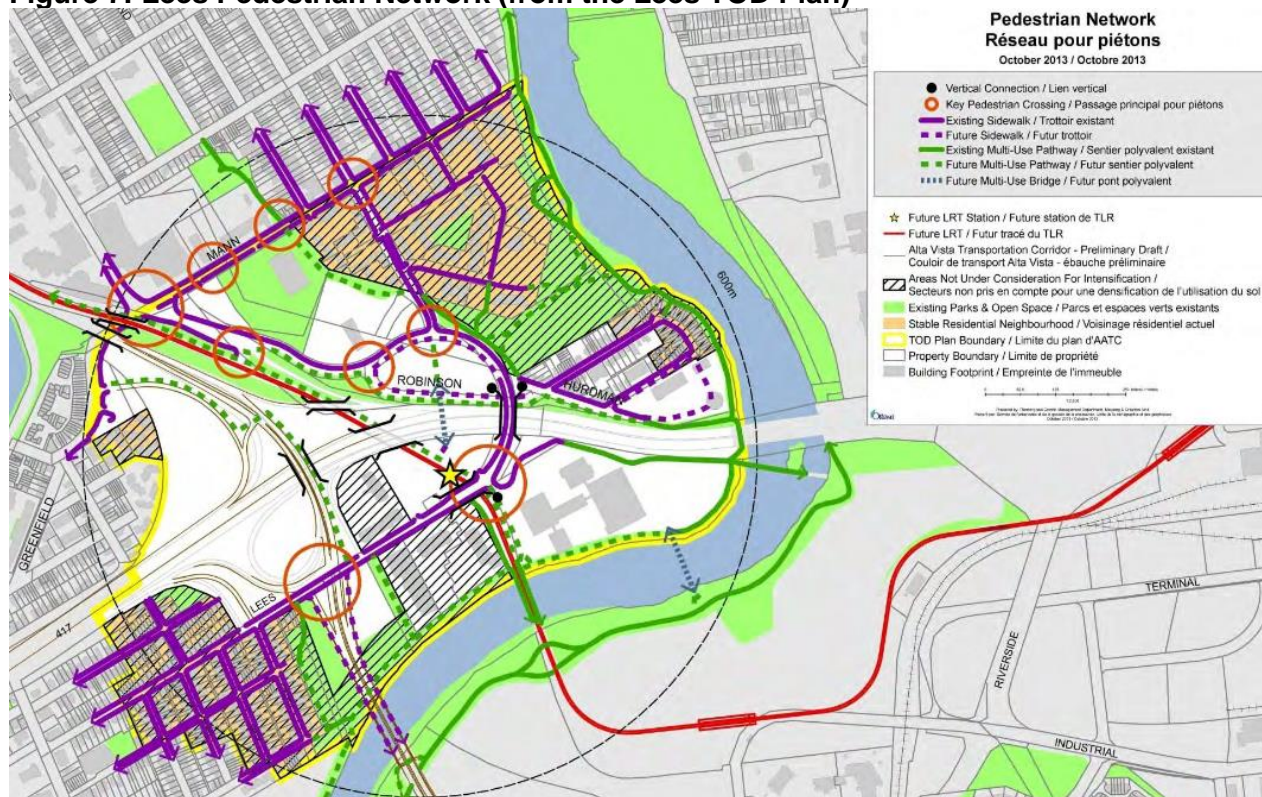 Figure 7: Lees Pedestrian Network (from the Lees TOD Plan)
Pedestrian Network
Réseau pour piétons
October 2013 / Octobre 2013
Vertical Connection / Lien vertical
Key Pedestrian Crossing / Passage principal pour piétons
Existing Sidewalk / Trottoir existant
Future Sidewalk / Futur trottoir
Existing Multi-Use Pathway / Sentier polyvalent existant
Future Multi-Use Pathway / Futur sentier polyvalent
Future Multi-Use Bridge / Futur pont polyvalent
Future LRT Station / Future station de TLR
Future LRT / Futur tracé du TLR
Alta Vista Transportation Corridor - Preliminary Draft /
Couloir de transport Alta Vista - ébauche préliminaire
Areas Not Under Consideration For Intensification /
Secteurs non pris en compte pour une densification de l'utilisation du sol
Existing Parks & Open Space / Parcs et espaces verts existants
Stable Residential Neighbourhood / Voisinage résidentiel actuel
TOD Plan Boundary / Limite du plan d'AATC
Property Boundary / Limite de propriété
Building Footprint / Empreinte de l'immeuble
Ottawa
MANN
600m
ROBINSON
HURDMAN
GREENFIELD
LEES
417
TERMINAL
RIVERSIDE
INDUSTRIAL